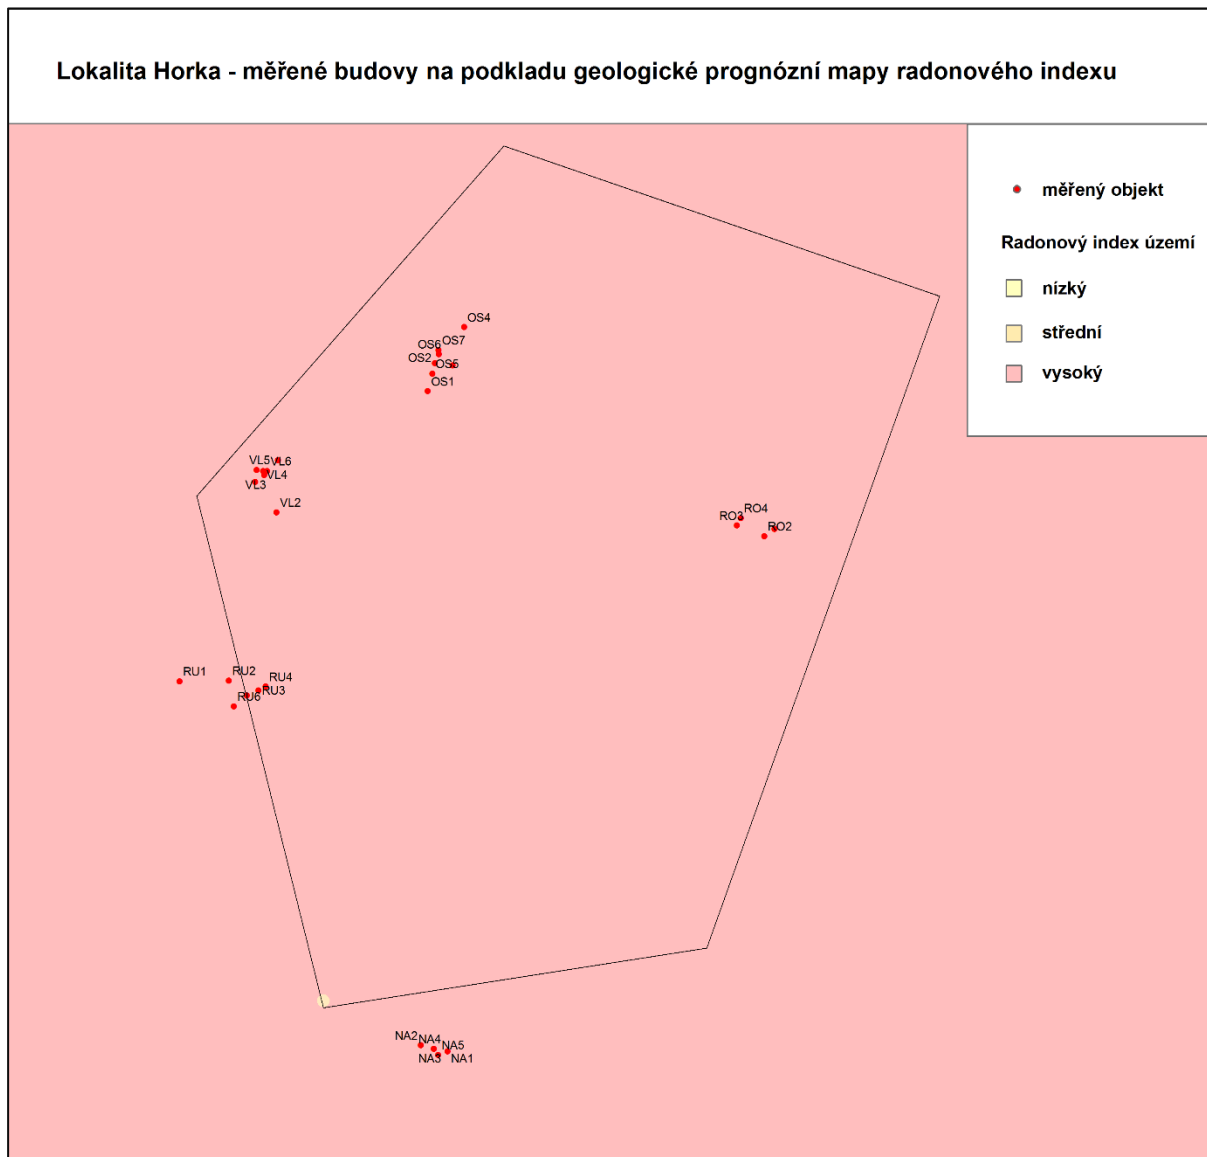 Lokalita Horka - měřené budovy na podkladu geologické prognózní mapy radonového indexu
měřený objekt
Radonový index území
nízký
střední
vysoký
OS4
OS7
OS6
OS2
OS5
OS1
VL5
VL6
VL4
VL3
VL2
RO4
RO3
RO2
RU1
RU2
RU4
RU3
RU6
NA2
NA4
NA5
NA3
NA1